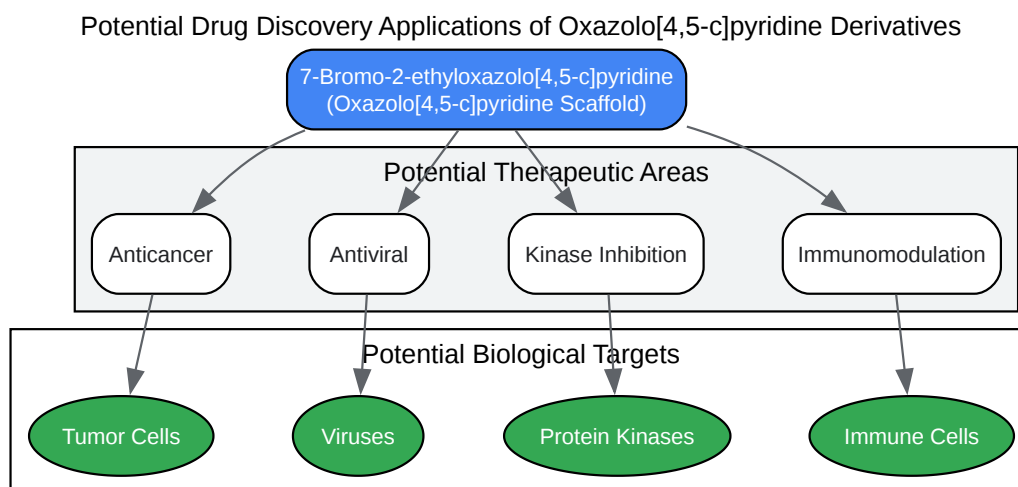 Potential Drug Discovery Applications of Oxazolo[4,5-c]pyridine Derivatives
7-Bromo-2-ethyloxazolo[4,5-c]pyridine
(Oxazolo[4,5-c]pyridine Scaffold)
Potential Therapeutic Areas
Anticancer
Antiviral
Kinase Inhibition
Immunomodulation
Potential Biological Targets
Tumor Cells
Viruses
Protein Kinases
Immune Cells